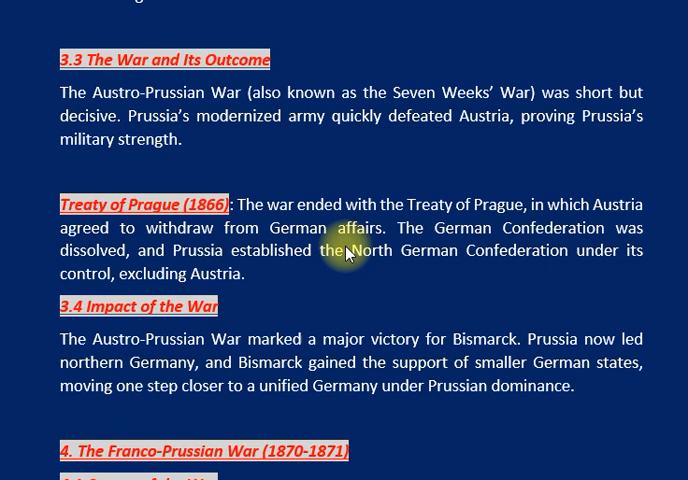 3.3 The War and Its Outcome
The Austro-Prussian War (also known as the Seven Weeks’ War) was short but
decisive. Prussia’s modernized army quickly defeated Austria, proving Prussia’s
military strength.
Treaty of Prague (1866): The war ended with the Treaty of Prague, in which Austria
agreed to withdraw from German affairs. The German Confederation was
dissolved, and Prussia established the North German Confederation under its
control, excluding Austria.
3.4 Impact of the War
The Austro-Prussian War marked a major victory for Bismarck. Prussia now led
northern Germany, and Bismarck gained the support of smaller German states,
moving one step closer to a unified Germany under Prussian dominance.
4. The Franco-Prussian War (1870-1871)